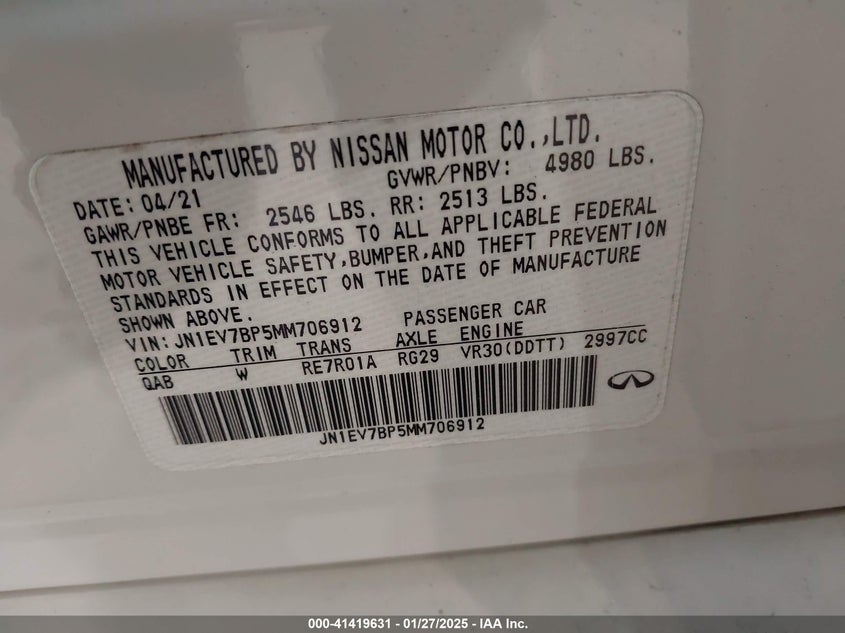 MANUFACTURED BY NISSAN MOTOR CO.,LTD.
DATE: 04/21 GVWR/PNBV: 4980 LBS.
GAWR/PNBE FR: 2546 LBS. RR: 2513 LBS.
THIS VEHICLE CONFORMS TO ALL APPLICABLE FEDERAL
MOTOR VEHICLE SAFETY,BUMPER,AND THEFT PREVENTION
STANDARDS IN EFFECT ON THE DATE OF MANUFACTURE
SHOWN ABOVE.
VIN: JN1EV7BP5MM706912 PASSENGER CAR
COLOR TRIM TRANS AXLE ENGINE
QAB W RE7R01A RG29 VR30(DDTT) 2997CC
JN1EV7BP5MM706912
000-41419631 - 01/27/2025 - IAA Inc.